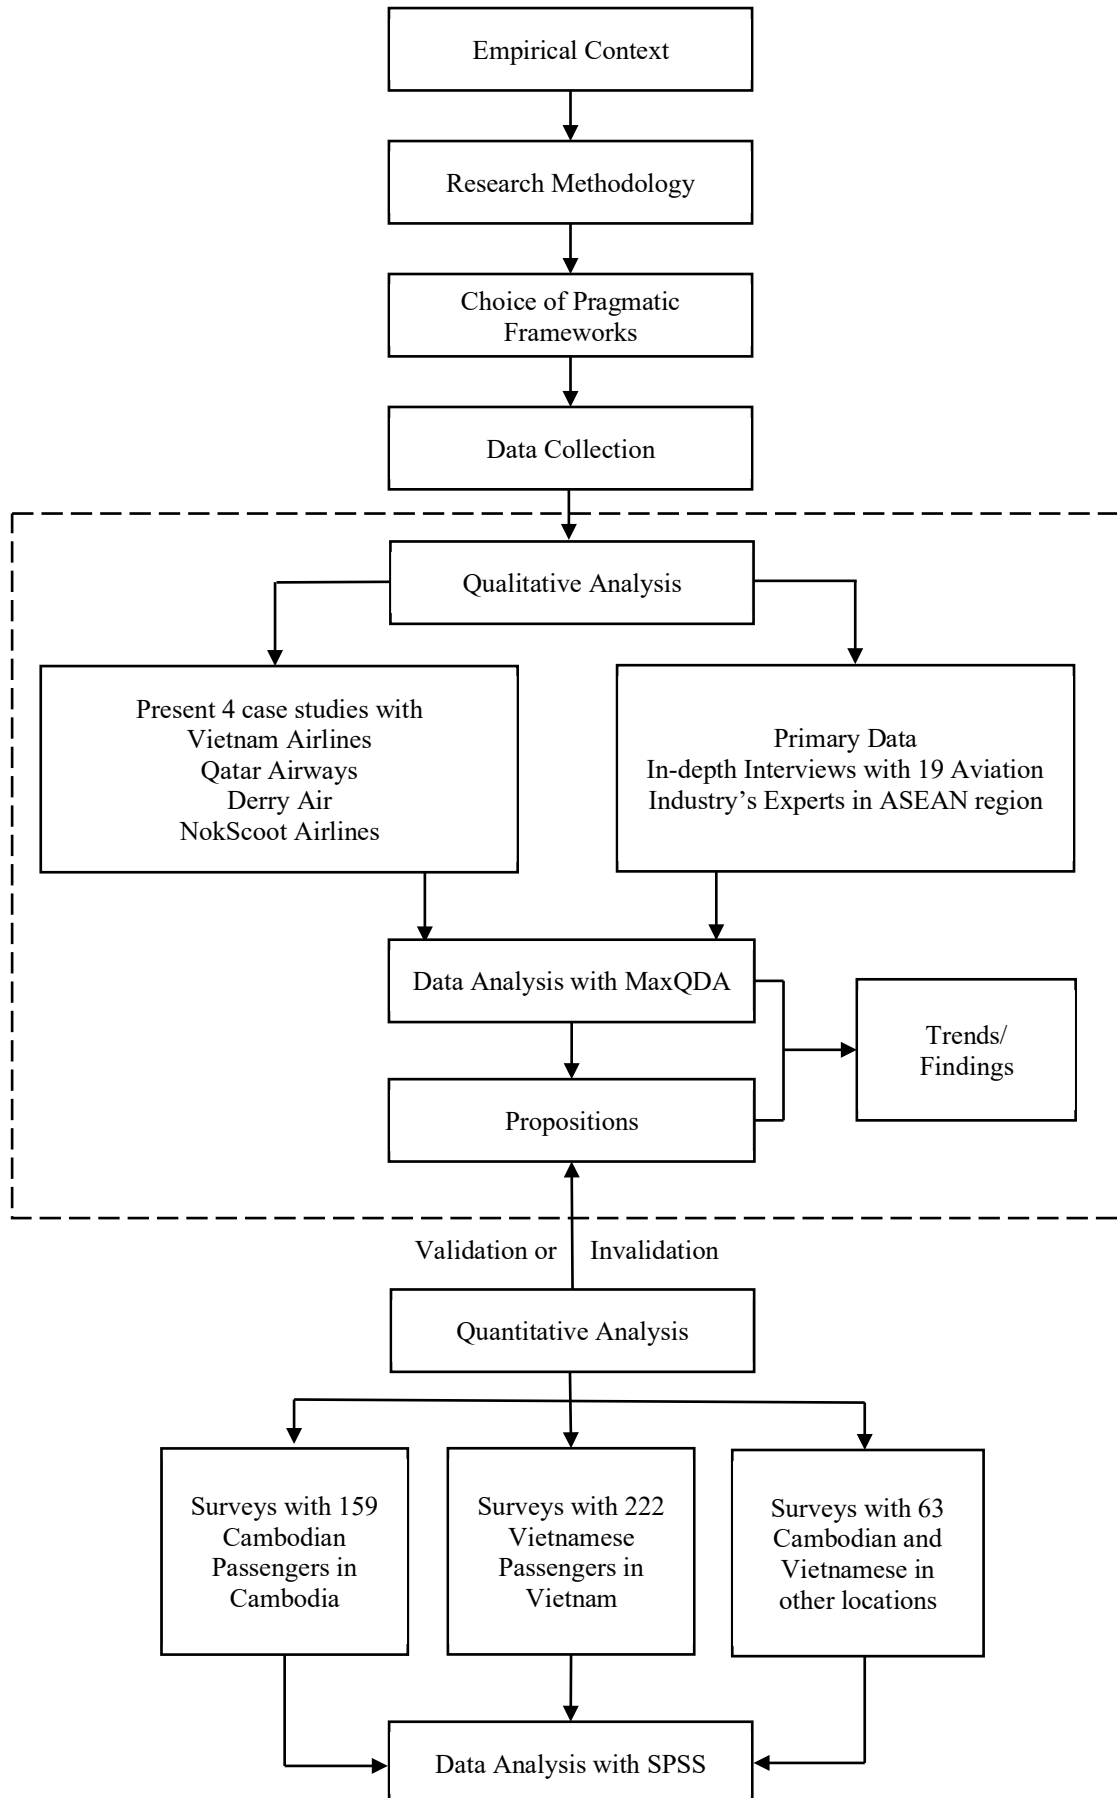 Empirical Context
Research Methodology
Choice of Pragmatic
Frameworks
Data Collection
Qualitative Analysis
Present 4 case studies with
Vietnam Airlines
Qatar Airways
Derry Air
NokScoot Airlines
Primary Data
In-depth Interviews with 19 Aviation
Industry’s Experts in ASEAN region
Data Analysis with MaxQDA
Trends/
Findings
Propositions
Validation or Invalidation
Quantitative Analysis
Surveys with 159
Cambodian
Passengers in
Cambodia
Surveys with 222
Vietnamese
Passengers in
Vietnam
Surveys with 63
Cambodian and
Vietnamese in
other locations
Data Analysis with SPSS